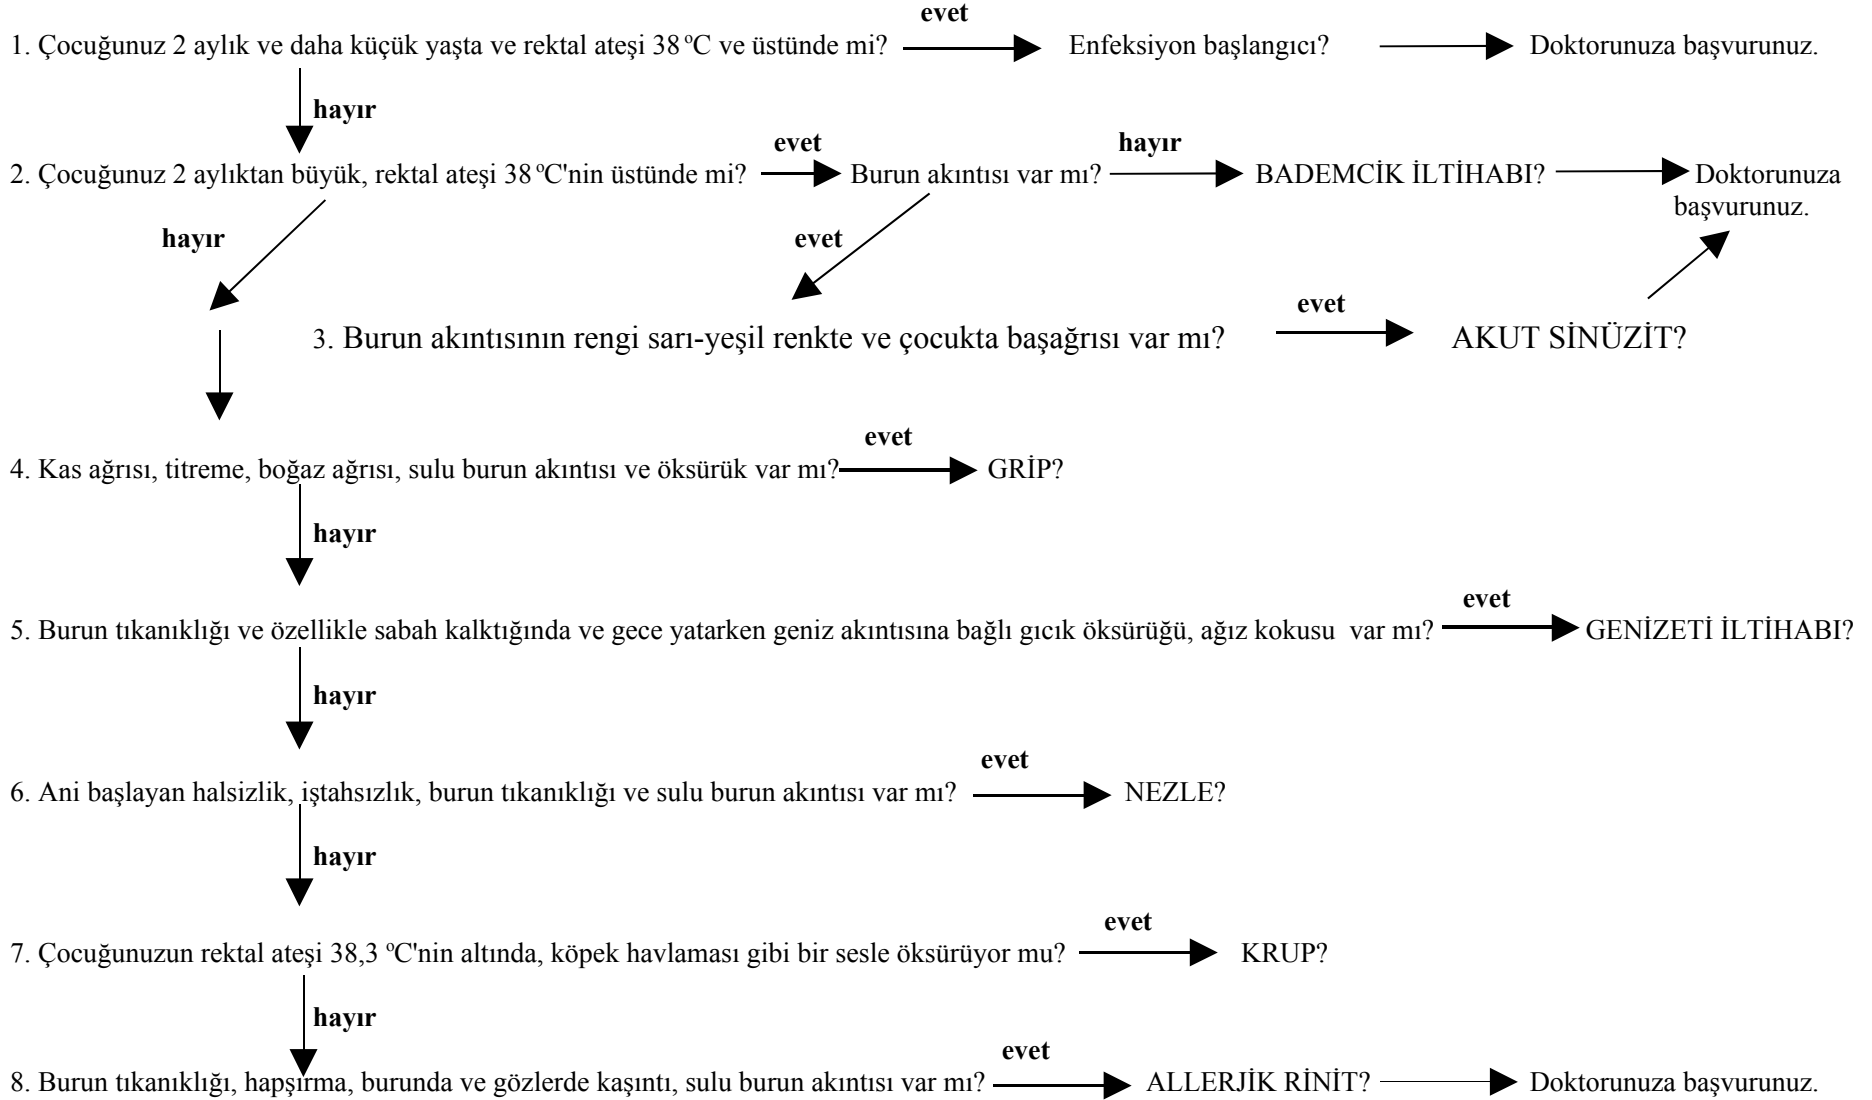 evet
1. Çocuğunuz 2 aylık ve daha küçük yaşta ve rektal ateşi 38 ºC ve üstünde mi? Enfeksiyon başlangıcı? Doktorunuza başvurunuz.
hayır
evet hayır
2. Çocuğunuz 2 aylıktan büyük, rektal ateşi 38 ºC'nin üstünde mi? Burun akıntısı var mı? BADEMCİK İLTİHABI? Doktorunuza
başvurunuz.
hayır evet
evet
3. Burun akıntısının rengi sarı-yeşil renkte ve çocukta başağrısı var mı? AKUT SİNÜZİT?
evet
4. Kas ağrısı, titreme, boğaz ağrısı, sulu burun akıntısı ve öksürük var mı? GRİP?
hayır
evet
5. Burun tıkanıklığı ve özellikle sabah kalktığında ve gece yatarken geniz akıntısına bağlı gıcık öksürüğü, ağız kokusu var mı? GENİZETİ İLTİHABI?
hayır
evet
6. Ani başlayan halsizlik, iştahsızlık, burun tıkanıklığı ve sulu burun akıntısı var mı? NEZLE?
hayır
evet
7. Çocuğunuzun rektal ateşi 38,3 ºC'nin altında, köpek havlaması gibi bir sesle öksürüyor mu? KRUP?
hayır
evet
8. Burun tıkanıklığı, hapşırma, burunda ve gözlerde kaşıntı, sulu burun akıntısı var mı? ALLERJİK RİNİT? Doktorunuza başvurunuz.